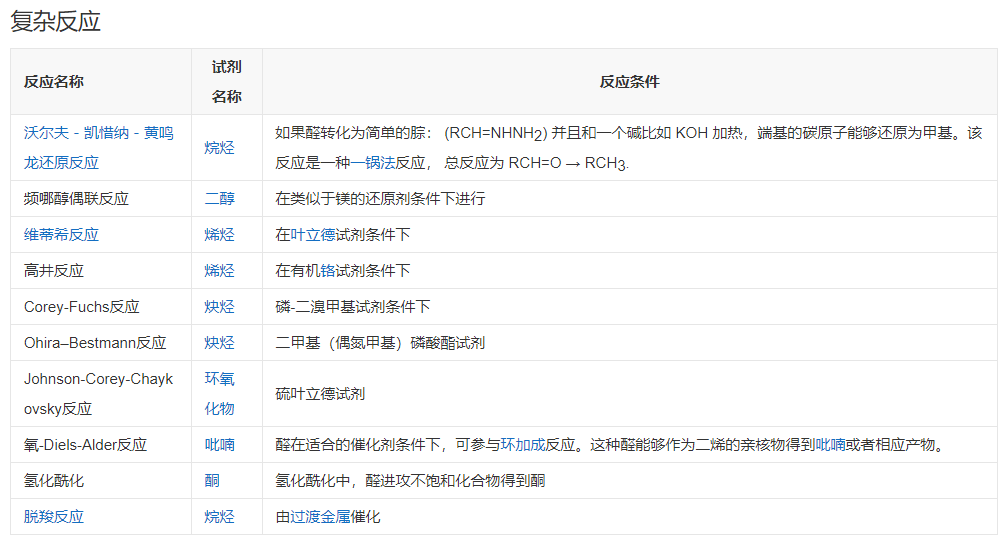 复杂反应
反应名称
试剂
名称
反应条件
沃尔夫 - 凯惜纳 - 黄鸣
龙还原反应
烷烃
如果醛转化为简单的腙： (RCH=NHNH2) 并且和一个碱比如 KOH 加热，端基的碳原子能够还原为甲基。该
反应是一种一锅法反应， 总反应为 RCH=O → RCH3.
频哪醇偶联反应
二醇
在类似于镁的还原剂条件下进行
维蒂希反应
烯烃
在叶立德试剂条件下
高井反应
烯烃
在有机铬试剂条件下
Corey-Fuchs反应
炔烃
磷-二溴甲基试剂条件下
Ohira–Bestmann反应
炔烃
二甲基（偶氮甲基）磷酸酯试剂
Johnson-Corey-Chayk
ovsky反应
环氧
化物
硫叶立德试剂
氧-Diels-Alder反应
吡喃
醛在适合的催化剂条件下，可参与环加成反应。这种醛能够作为二烯的亲核物得到吡喃或者相应产物。
氢化酰化
酮
氢化酰化中，醛进攻不饱和化合物得到酮
脱羧反应
烷烃
由过渡金属催化